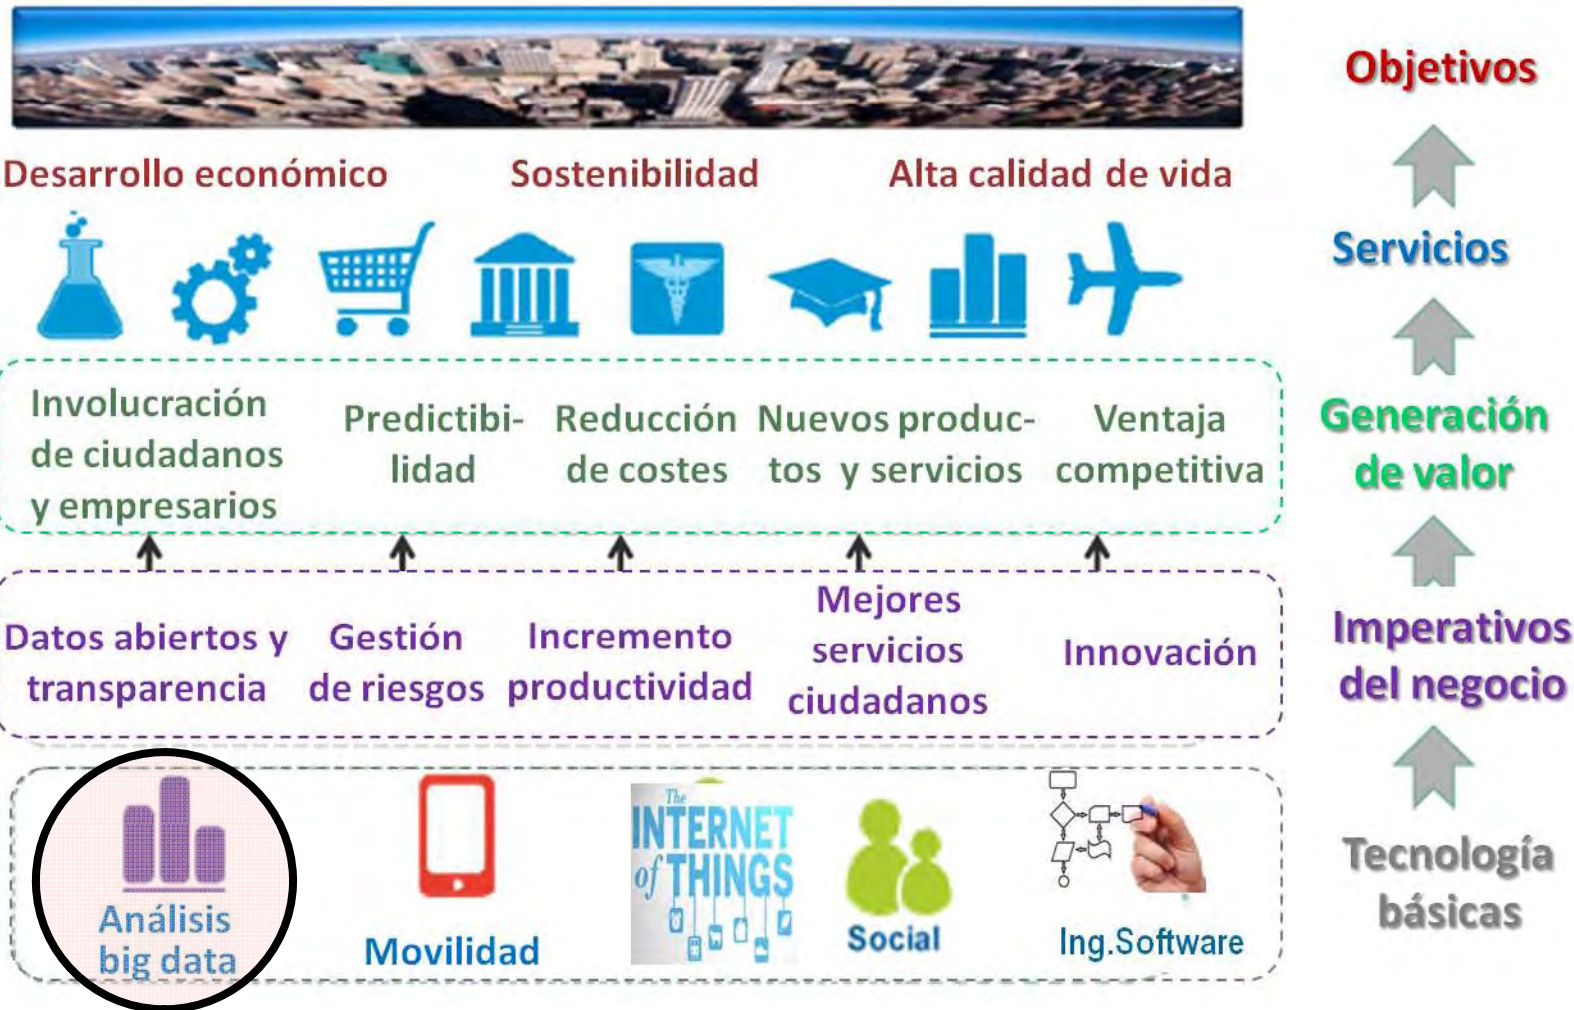 Objetivos
Desarrollo económico
Sostenibilidad
Alta calidad de vida
Servicios
Involucración
de ciudadanos
y empresarios
Predictibi-
lidad
Reducción
de costes
Nuevos produc-
tos y servicios
Ventaja
competitiva
Generación
de valor
Datos abiertos y
transparencia
Gestión
de riesgos
Incremento
productividad
Mejores
servicios
ciudadanos
Innovación
Imperativos
del negocio
Análisis
big data
Movilidad
The
INTERNET
of THINGS
Social
Ing.Software
Tecnología
básicas